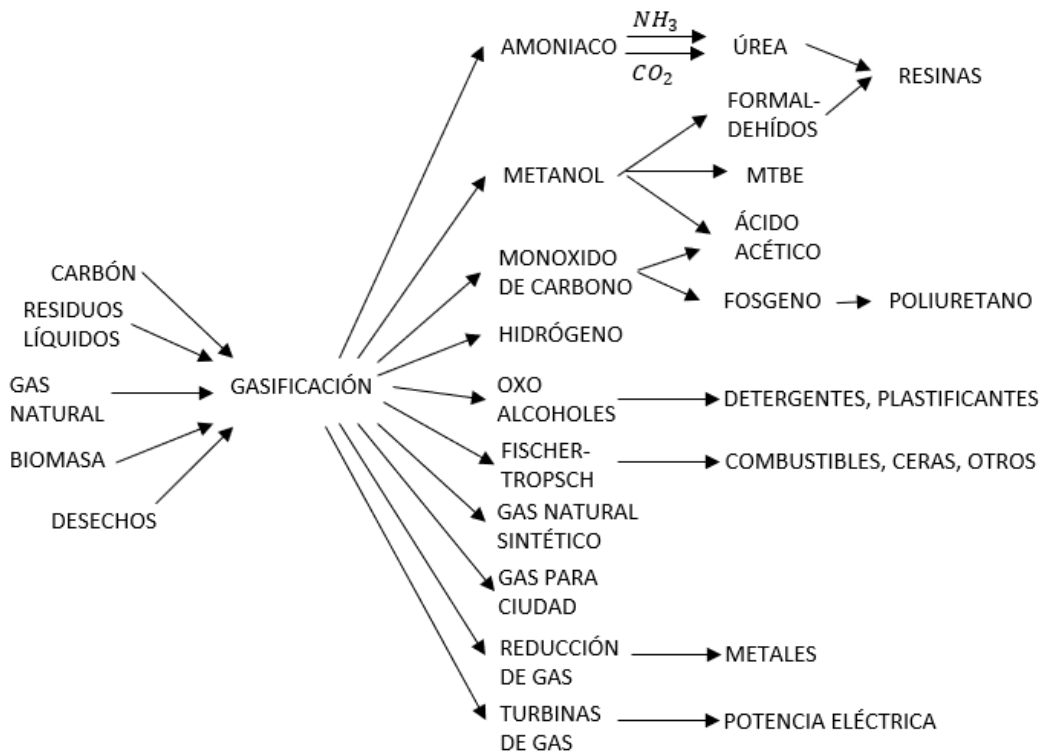 CARBÓN
RESIDUOS
LÍQUIDOS
GAS
NATURAL
BIOMASA
DESECHOS
GASIFICACIÓN
AMONIACO
NH₃
CO₂
ÚREA
RESINAS
METANOL
FORMAL-
DEHÍDOS
MTBE
ÁCIDO
ACÉTICO
MONOXIDO
DE CARBONO
FOSGENO
POLIURETANO
HIDRÓGENO
OXO
ALCOHOLES
DETERGENTES, PLASTIFICANTES
FISCHER-
TROPSCH
COMBUSTIBLES, CERAS, OTROS
GAS NATURAL
SINTÉTICO
GAS PARA
CIUDAD
REDUCCIÓN
DE GAS
METALES
TURBINAS
DE GAS
POTENCIA ELÉCTRICA